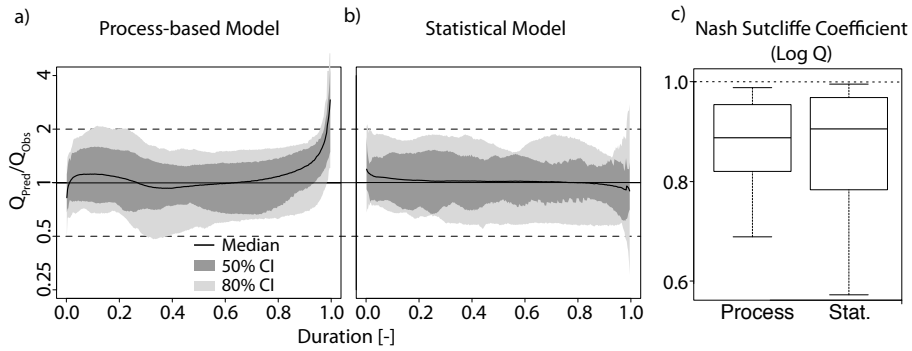 a) Process-based Model
b) Statistical Model
c) Nash Sutcliffe Coefficient
(Log Q)
Q_Pred/Q_Obs
4
2
1
0.5
0.25
Median
50% CI
80% CI
0.0 0.2 0.4 0.6 0.8 1.0
0.0 0.2 0.4 0.6 0.8 1.0
Duration [-]
1.0
0.8
0.6
Process Stat.